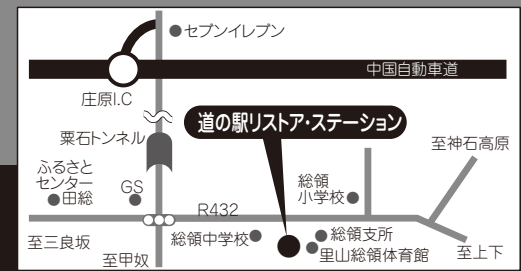 セブンイレブン
中国自動車道
庄原I.C
粟石トンネル
道の駅リストア・ステーション
至神石高原
ふるさと
センター
田総
GS
総領
小学校
R432
至三良坂
至甲奴
総領中学校
総領支所
里山総領体育館
至上下